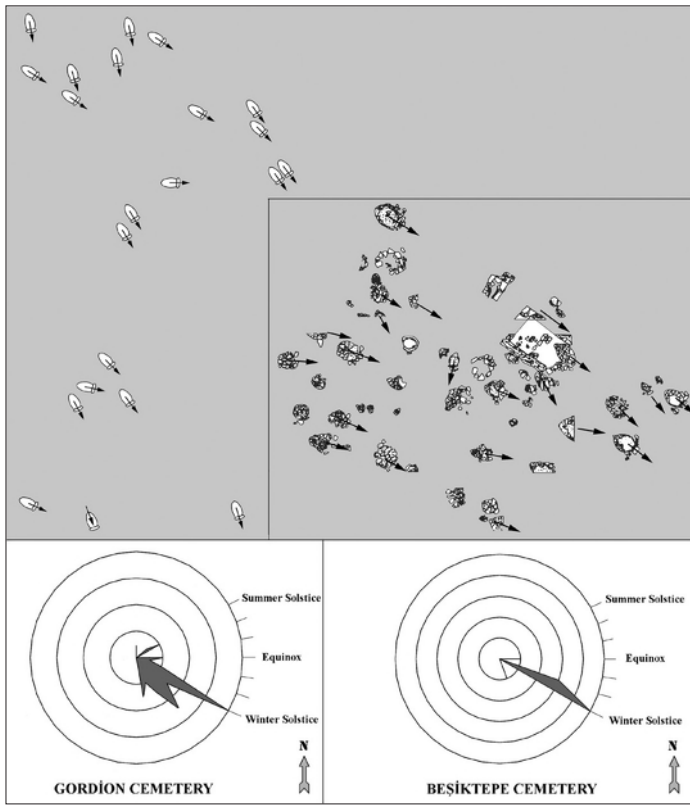 Summer Solstice
Equinox
Winter Solstice
N
GORDİON CEMETERY
Summer Solstice
Equinox
Winter Solstice
N
BEŞİKTEPE CEMETERY